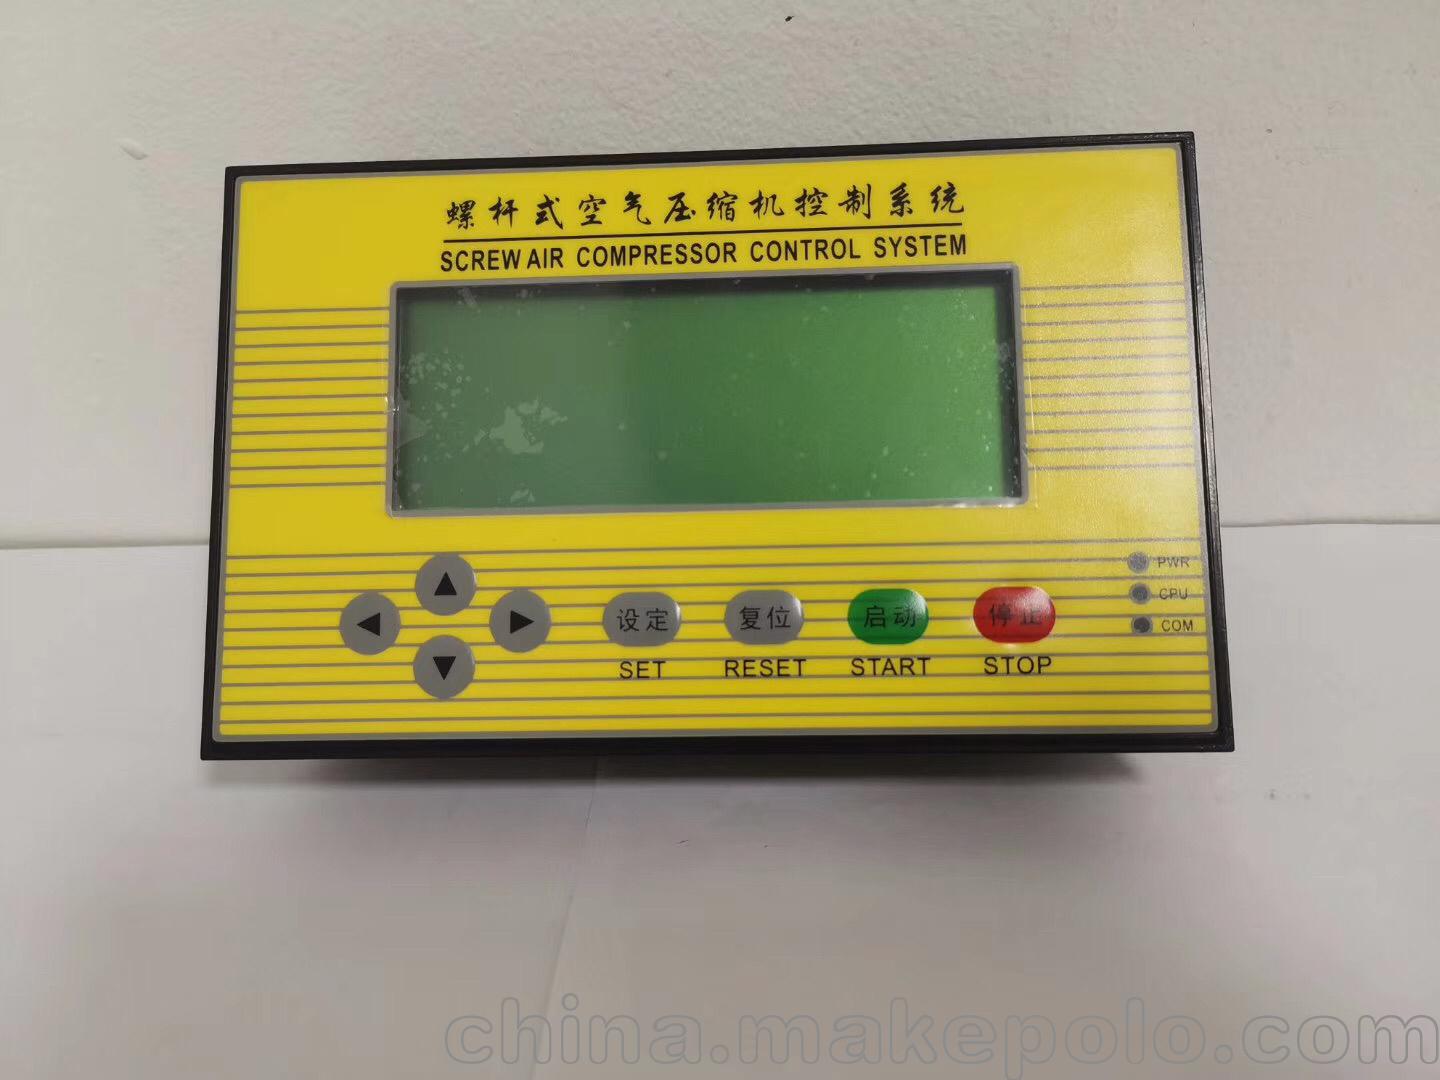 螺杆式空气压缩机控制系统
SCREW AIR COMPRESSOR CONTROL SYSTEM
PWR
CPU
COM
设定 复位 启动 停止
SET RESET START STOP
china.makepolo.com